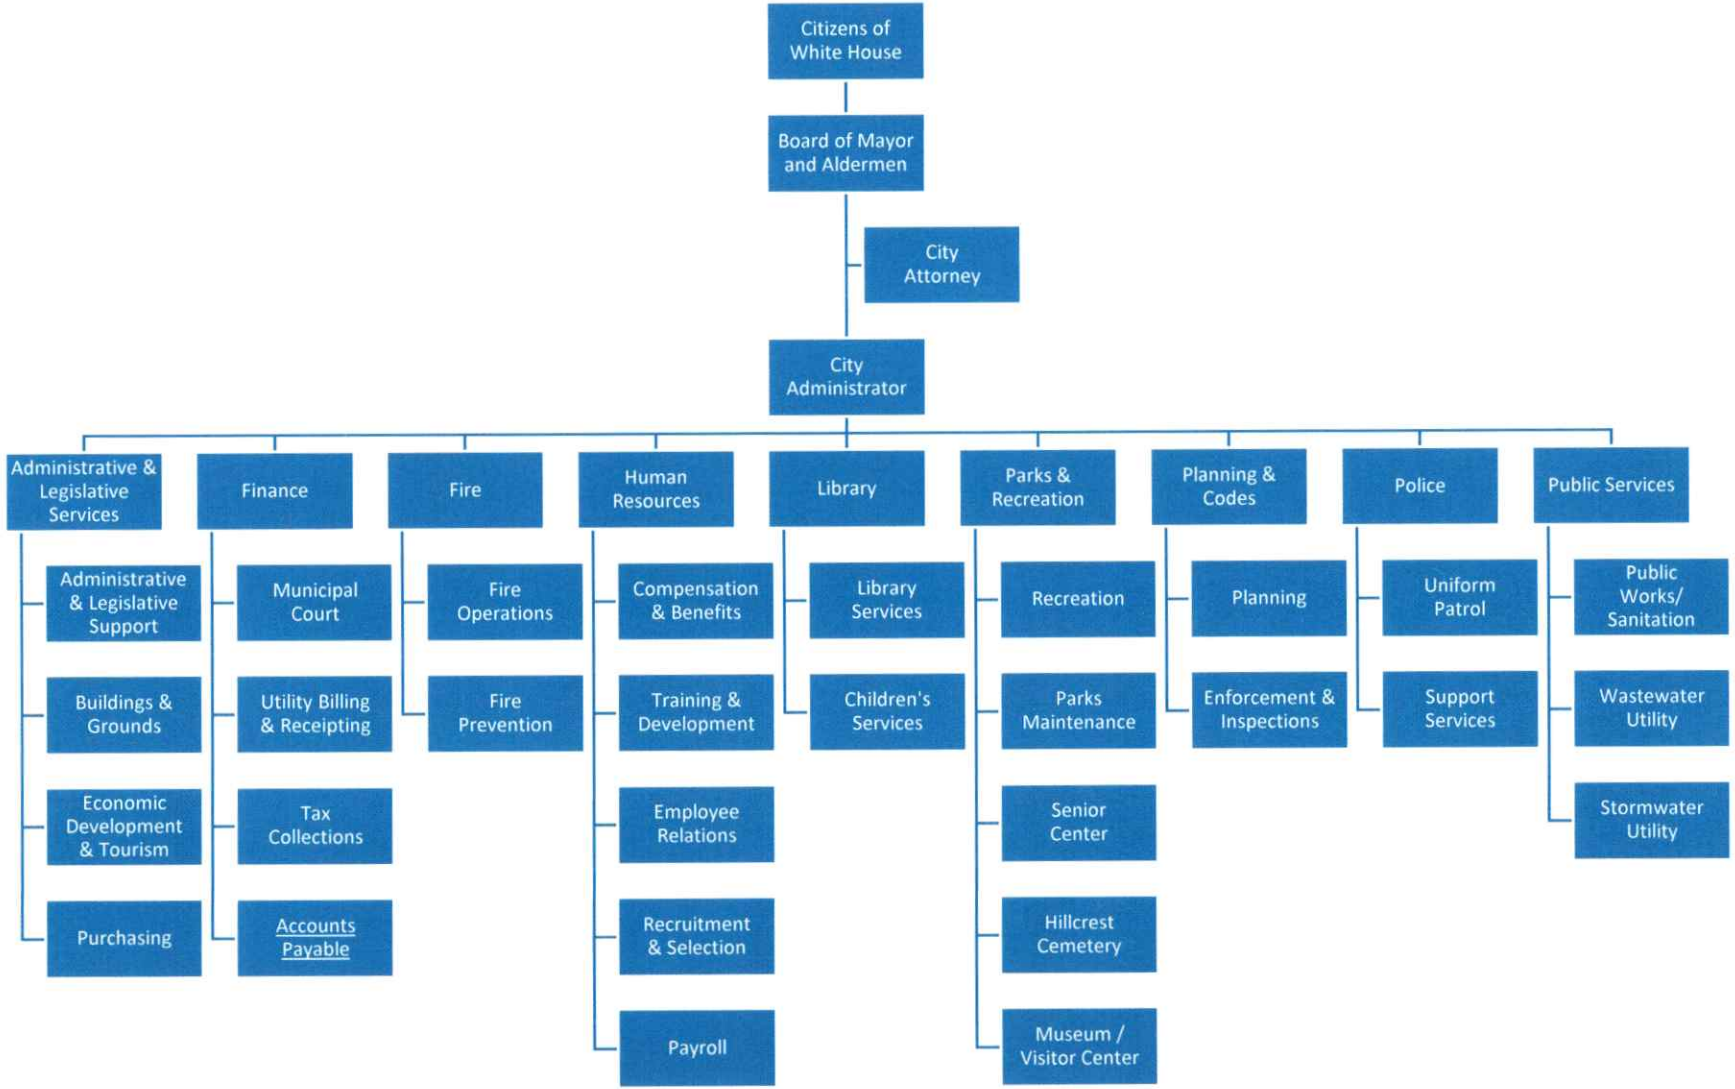 Citizens of
White House
Board of Mayor
and Aldermen
City
Attorney
City
Administrator
Administrative &
Legislative
Services
Finance
Fire
Human
Resources
Library
Parks &
Recreation
Planning &
Codes
Police
Public Services
Administrative
& Legislative
Support
Buildings &
Grounds
Economic
Development
& Tourism
Purchasing
Municipal
Court
Utility Billing
& Receipting
Tax
Collections
Accounts
Payable
Fire
Operations
Fire
Prevention
Compensation
& Benefits
Training &
Development
Employee
Relations
Recruitment
& Selection
Payroll
Library
Services
Children's
Services
Recreation
Parks
Maintenance
Senior
Center
Hillcrest
Cemetery
Museum /
Visitor Center
Planning
Enforcement &
Inspections
Uniform
Patrol
Support
Services
Public
Works/
Sanitation
Wastewater
Utility
Stormwater
Utility